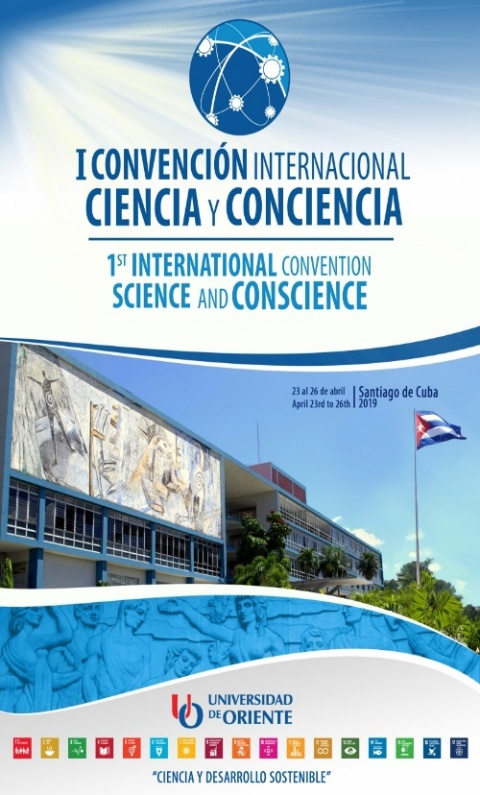 I CONVENCIÓN INTERNACIONAL
CIENCIA Y CONCIENCIA
1ST INTERNATIONAL CONVENTION
SCIENCE AND CONSCIENCE
23 al 26 de abril
April 23rd to 26th
Santiago de Cuba
2019
UNIVERSIDAD
DE ORIENTE
"CIENCIA Y DESARROLLO SOSTENIBLE"